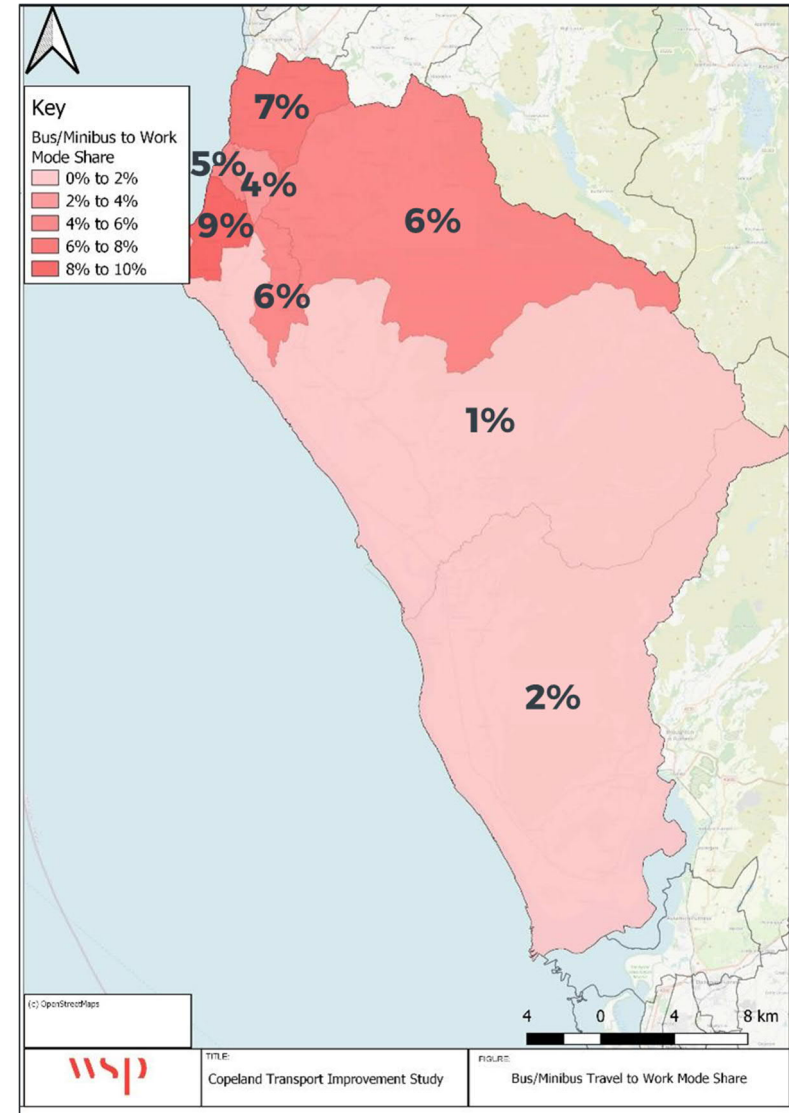 Key
Bus/Minibus to Work
Mode Share
0% to 2%
2% to 4%
4% to 6%
6% to 8%
8% to 10%
7%
5%
4%
9%
6%
6%
1%
2%
(c) OpenStreetMaps
4 0 4 8 km
wsp
TITLE:
Copeland Transport Improvement Study
FIGURE:
Bus/Minibus Travel to Work Mode Share